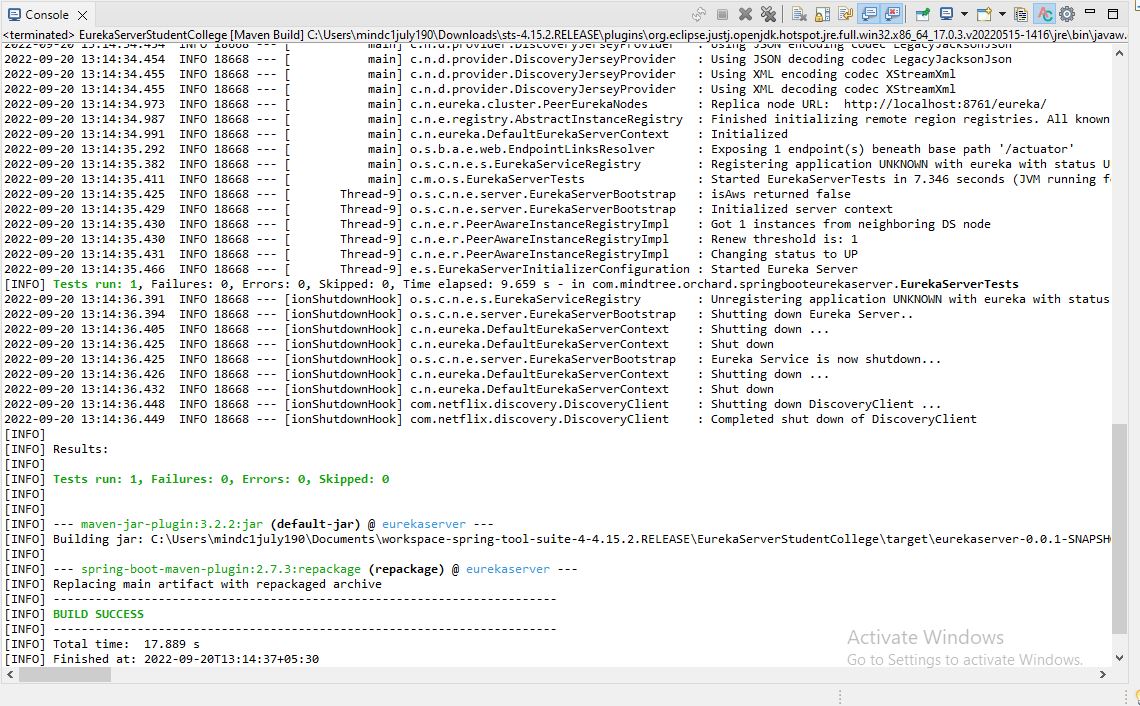 Console
<terminated> EurekaServerStudentCollege [Maven Build] C:\Users\mindc1july190\Downloads\sts-4.15.2.RELEASE\plugins\org.eclipse.justj.openjdk.hotspot.jre.full.win32.x86_64_17.0.3.v20220515-1416\jre\bin\javaw.
2022-09-20 13:14:34.454  INFO 18668 --- [           main] c.n.d.provider.DiscoveryJerseyProvider   : Using JSON encoding codec LegacyJacksonJson
2022-09-20 13:14:34.454  INFO 18668 --- [           main] c.n.d.provider.DiscoveryJerseyProvider   : Using JSON decoding codec LegacyJacksonJson
2022-09-20 13:14:34.455  INFO 18668 --- [           main] c.n.d.provider.DiscoveryJerseyProvider   : Using XML encoding codec XStreamXml
2022-09-20 13:14:34.455  INFO 18668 --- [           main] c.n.d.provider.DiscoveryJerseyProvider   : Using XML decoding codec XStreamXml
2022-09-20 13:14:34.973  INFO 18668 --- [           main] c.n.eureka.cluster.PeerEurekaNodes       : Replica node URL:  http://localhost:8761/eureka/
2022-09-20 13:14:34.987  INFO 18668 --- [           main] c.n.e.registry.AbstractInstanceRegistry  : Finished initializing remote region registries. All known
2022-09-20 13:14:34.991  INFO 18668 --- [           main] c.n.eureka.DefaultEurekaServerContext    : Initialized
2022-09-20 13:14:35.292  INFO 18668 --- [           main] o.s.b.a.e.web.EndpointLinksResolver      : Exposing 1 endpoint(s) beneath base path '/actuator'
2022-09-20 13:14:35.382  INFO 18668 --- [           main] o.s.c.n.e.s.EurekaServiceRegistry        : Registering application UNKNOWN with eureka with status U
2022-09-20 13:14:35.411  INFO 18668 --- [           main] c.m.o.s.EurekaServerTests                : Started EurekaServerTests in 7.346 seconds (JVM running f
2022-09-20 13:14:35.425  INFO 18668 --- [       Thread-9] o.s.c.n.e.server.EurekaServerBootstrap   : isAws returned false
2022-09-20 13:14:35.429  INFO 18668 --- [       Thread-9] o.s.c.n.e.server.EurekaServerBootstrap   : Initialized server context
2022-09-20 13:14:35.430  INFO 18668 --- [       Thread-9] c.n.e.r.PeerAwareInstanceRegistryImpl    : Got 1 instances from neighboring DS node
2022-09-20 13:14:35.430  INFO 18668 --- [       Thread-9] c.n.e.r.PeerAwareInstanceRegistryImpl    : Renew threshold is: 1
2022-09-20 13:14:35.431  INFO 18668 --- [       Thread-9] c.n.e.r.PeerAwareInstanceRegistryImpl    : Changing status to UP
2022-09-20 13:14:35.466  INFO 18668 --- [       Thread-9] e.s.EurekaServerInitializerConfiguration : Started Eureka Server
[INFO] Tests run: 1, Failures: 0, Errors: 0, Skipped: 0, Time elapsed: 9.659 s - in com.mindtree.orchard.springbooteurekaserver.EurekaServerTests
2022-09-20 13:14:36.391  INFO 18668 --- [ionShutdownHook] o.s.c.n.e.s.EurekaServiceRegistry        : Unregistering application UNKNOWN with eureka with status
2022-09-20 13:14:36.394  INFO 18668 --- [ionShutdownHook] o.s.c.n.e.server.EurekaServerBootstrap   : Shutting down Eureka Server..
2022-09-20 13:14:36.405  INFO 18668 --- [ionShutdownHook] c.n.eureka.DefaultEurekaServerContext    : Shutting down ...
2022-09-20 13:14:36.425  INFO 18668 --- [ionShutdownHook] c.n.eureka.DefaultEurekaServerContext    : Shut down
2022-09-20 13:14:36.425  INFO 18668 --- [ionShutdownHook] o.s.c.n.e.server.EurekaServerBootstrap   : Eureka Service is now shutdown...
2022-09-20 13:14:36.426  INFO 18668 --- [ionShutdownHook] c.n.eureka.DefaultEurekaServerContext    : Shutting down ...
2022-09-20 13:14:36.432  INFO 18668 --- [ionShutdownHook] c.n.eureka.DefaultEurekaServerContext    : Shut down
2022-09-20 13:14:36.448  INFO 18668 --- [ionShutdownHook] com.netflix.discovery.DiscoveryClient    : Shutting down DiscoveryClient ...
2022-09-20 13:14:36.449  INFO 18668 --- [ionShutdownHook] com.netflix.discovery.DiscoveryClient    : Completed shut down of DiscoveryClient
[INFO]
[INFO] Results:
[INFO]
[INFO] Tests run: 1, Failures: 0, Errors: 0, Skipped: 0
[INFO]
[INFO]
[INFO] --- maven-jar-plugin:3.2.2:jar (default-jar) @ eurekaserver ---
[INFO] Building jar: C:\Users\mindc1july190\Documents\workspace-spring-tool-suite-4-4.15.2.RELEASE\EurekaServerStudentCollege\target\eurekaserver-0.0.1-SNAPSH
[INFO]
[INFO] --- spring-boot-maven-plugin:2.7.3:repackage (repackage) @ eurekaserver ---
[INFO] Replacing main artifact with repackaged archive
[INFO] ------------------------------------------------------------------------
[INFO] BUILD SUCCESS
[INFO] ------------------------------------------------------------------------
[INFO] Total time:  17.889 s
[INFO] Finished at: 2022-09-20T13:14:37+05:30
Activate Windows
Go to Settings to activate Windows.